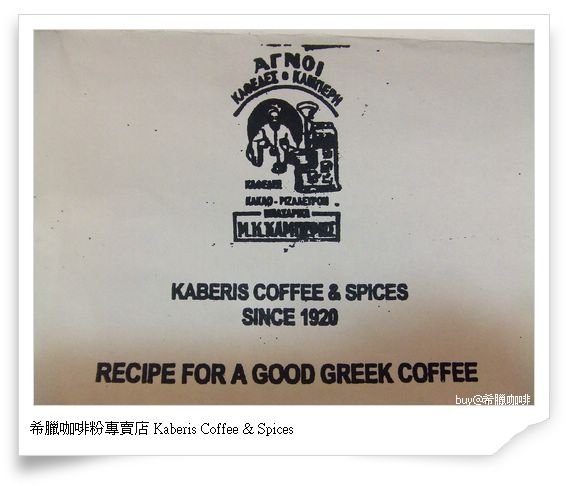 ΑΓΝΟΙ
ΚΑΦΕΔΕΣ Ο ΚΑΜΠΕΡΗ
ΚΑΦΕΔΕΣ
ΚΑΚΑΟ - ΡΙΖΑΛΕΥΡΟΝ
ΜΠΑΧΑΡΙΚΑ
Μ.Κ.ΚΑΜΠΕΡΗΣ
KABERIS COFFEE & SPICES
SINCE 1920
RECIPE FOR A GOOD GREEK COFFEE
buy@希臘咖啡
希臘咖啡粉專賣店 Kaberis Coffee & Spices